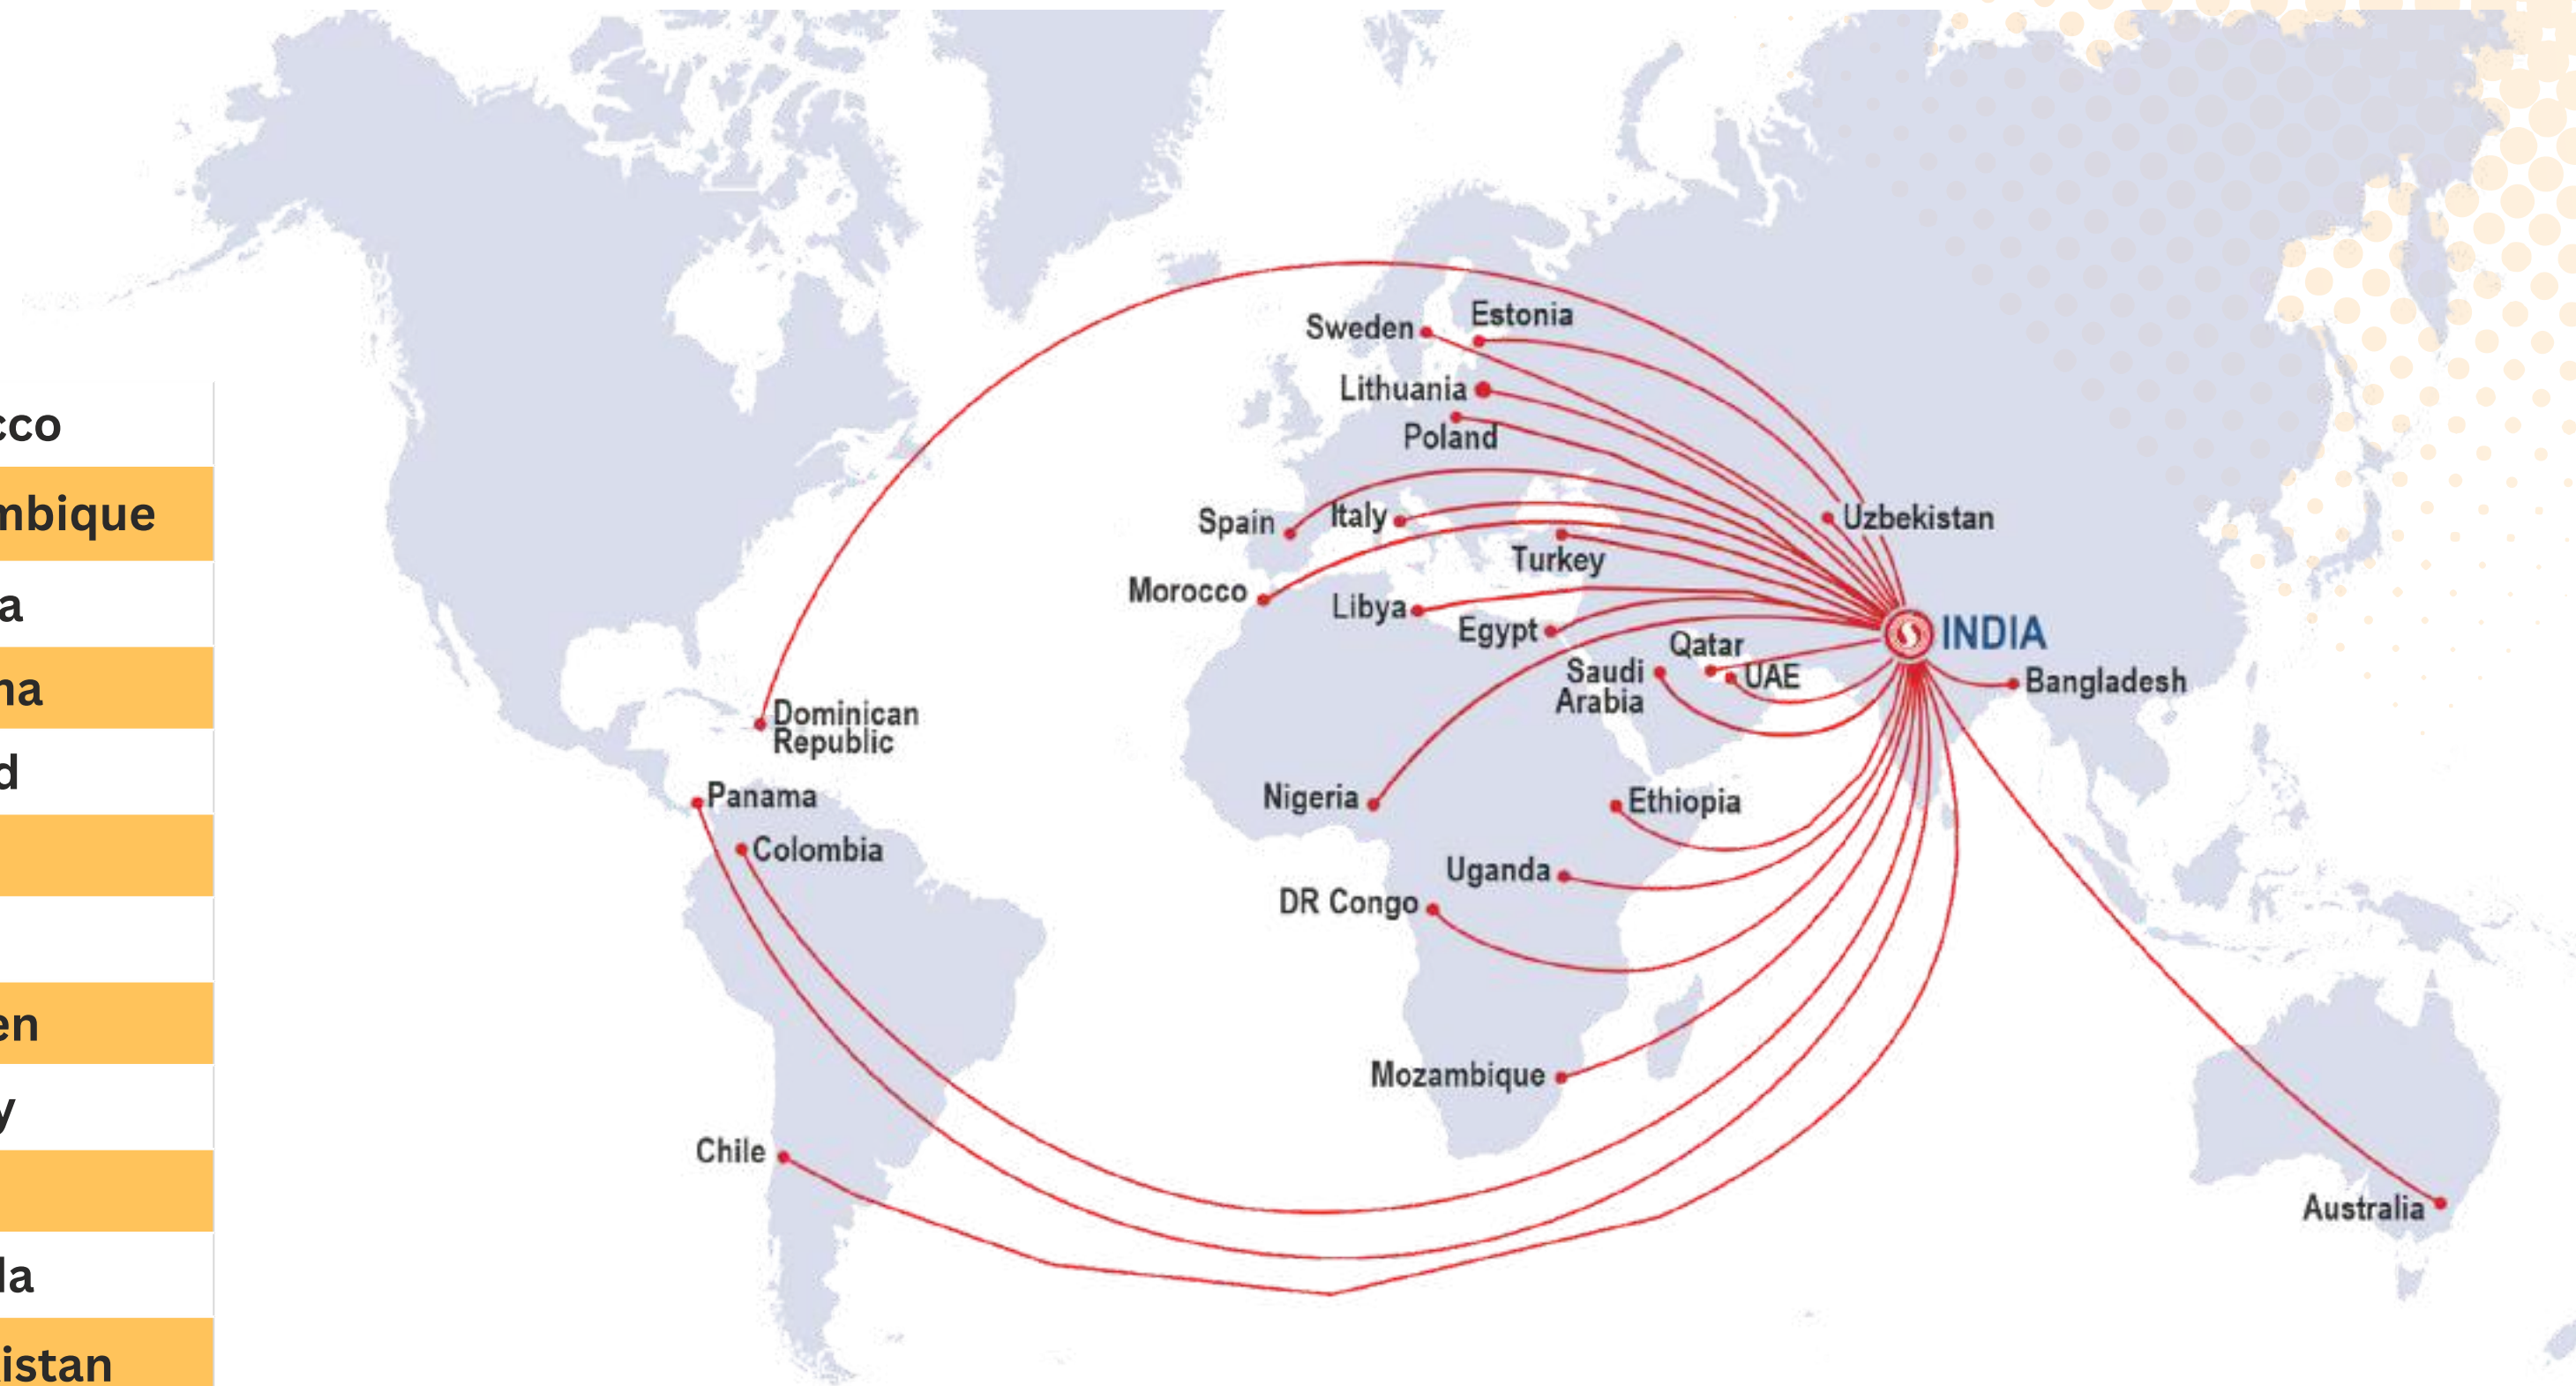 cco
mbique
a
na
d
en
y
la
istan
Sweden
Estonia
Lithuania
Poland
Spain
Italy
Uzbekistan
Turkey
Morocco
Libya
Egypt
INDIA
Qatar
Saudi
Arabia
UAE
Bangladesh
Dominican
Republic
Panama
Nigeria
Ethiopia
Colombia
Uganda
DR Congo
Mozambique
Chile
Australia